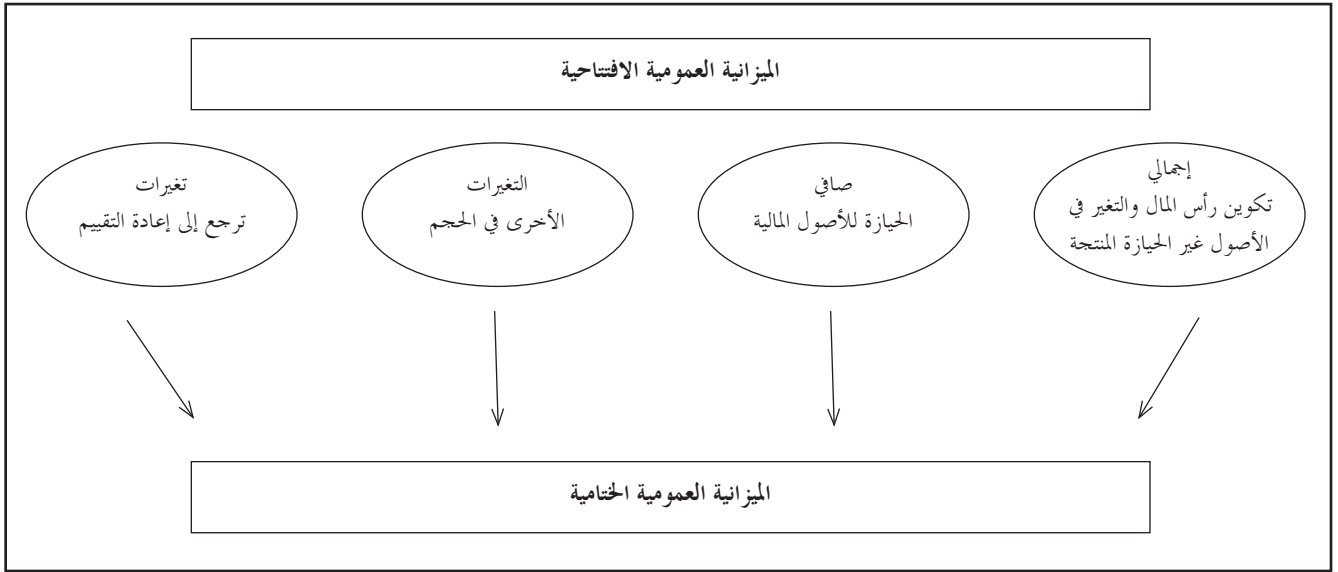 الميزانية العمومية الافتتاحية
إجمالي
تكوين رأس المال والتغير في
الأصول غير الحيازة المنتجة
صافي
الحيازة للأصول المالية
التغيرات
الأخرى في الحجم
تغيرات
ترجع إلى إعادة التقييم
الميزانية العمومية الختامية